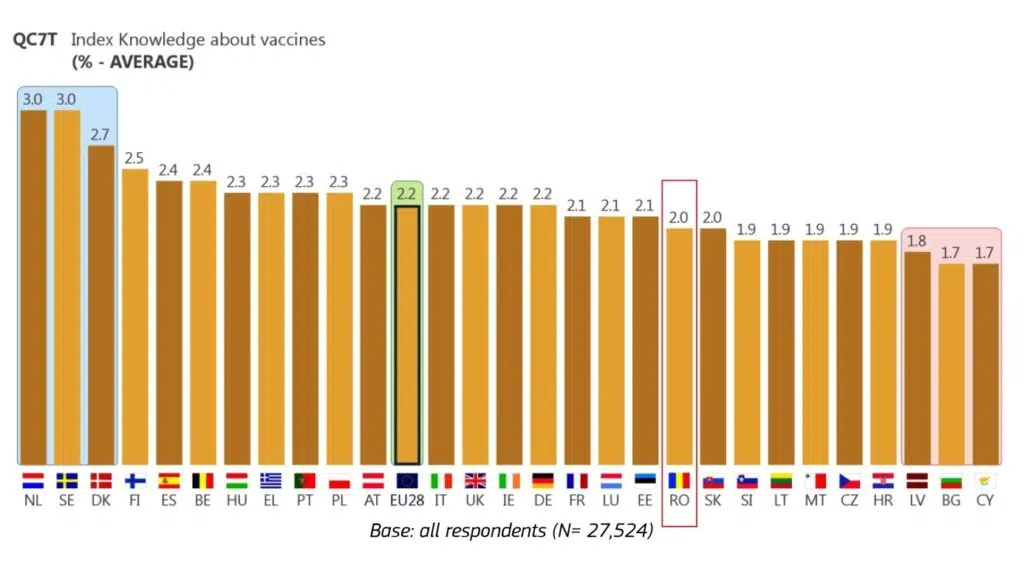 QC7T Index Knowledge about vaccines
(% - AVERAGE)
3.0 3.0 2.7 2.5 2.4 2.4 2.3 2.3 2.3 2.3 2.2 2.2 2.2 2.2 2.2 2.2 2.1 2.1 2.1 2.0 2.0 1.9 1.9 1.9 1.9 1.9 1.8 1.7 1.7
NL SE DK FI ES BE HU EL PT PL AT EU28 IT UK IE DE FR LU EE RO SK SI LT MT CZ HR LV BG CY
Base: all respondents (N= 27,524)